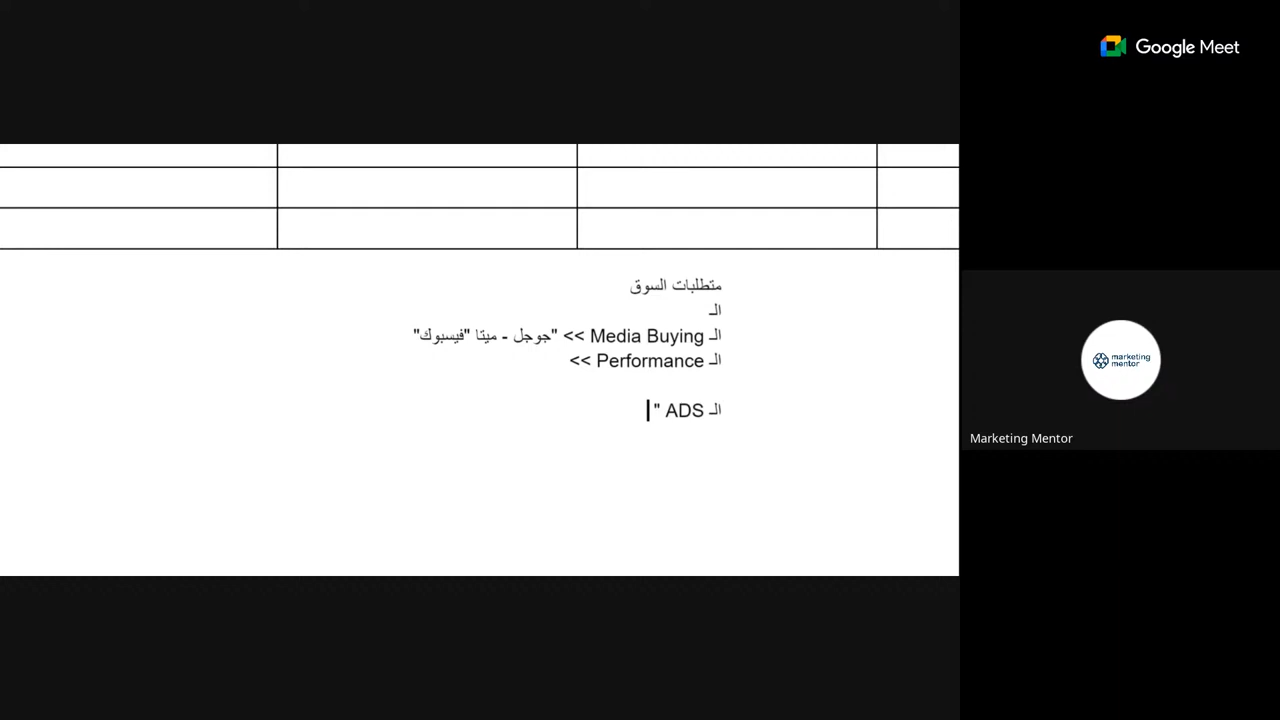 Google Meet
متطلبات السوق
الـ
الـ Media Buying >> "جوجل - ميتا "فيسبوك"
الـ Performance >>
الـ ADS "
marketing
mentor
Marketing Mentor